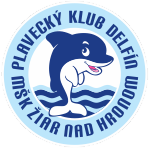 PLAVECKÝ KLUB DELFÍN
MŠK ŽIAR NAD HRONOM